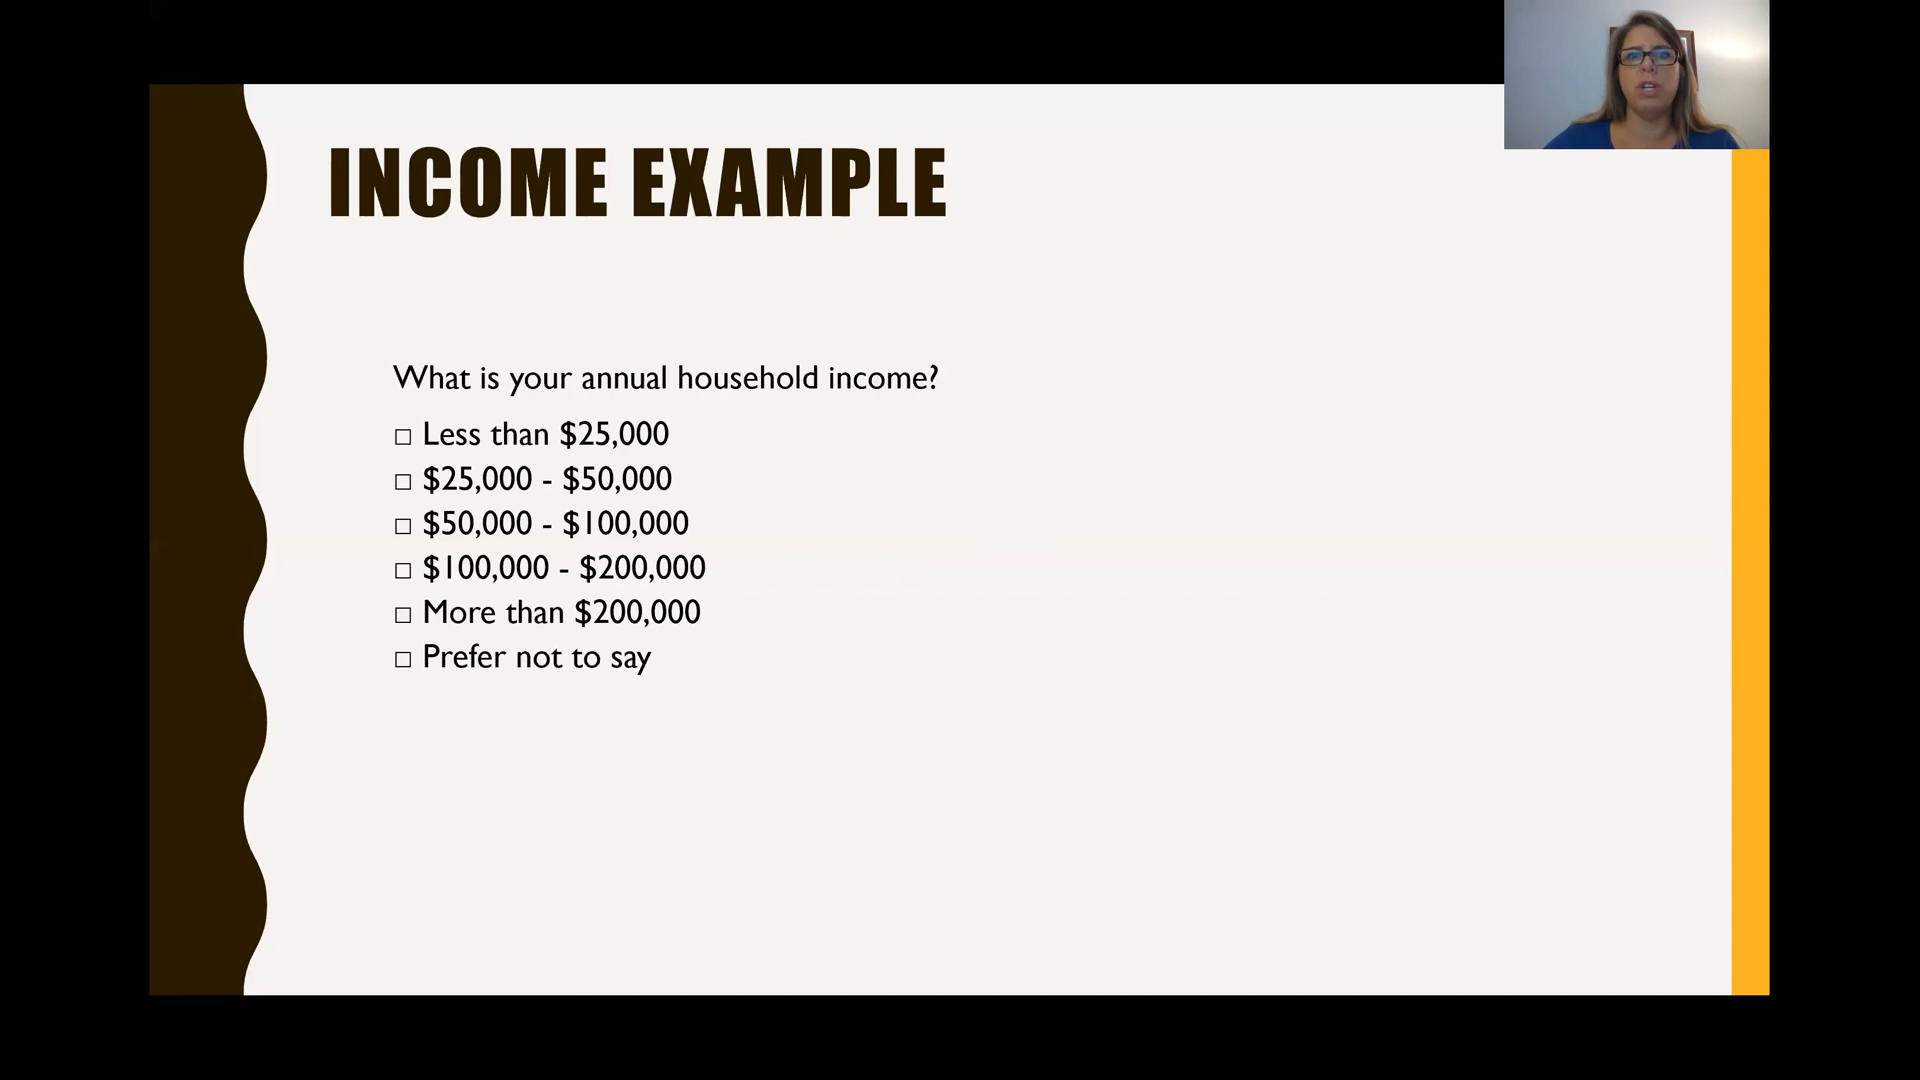 INCOME EXAMPLE
What is your annual household income?
□ Less than $25,000
□ $25,000 - $50,000
□ $50,000 - $100,000
□ $100,000 - $200,000
□ More than $200,000
□ Prefer not to say